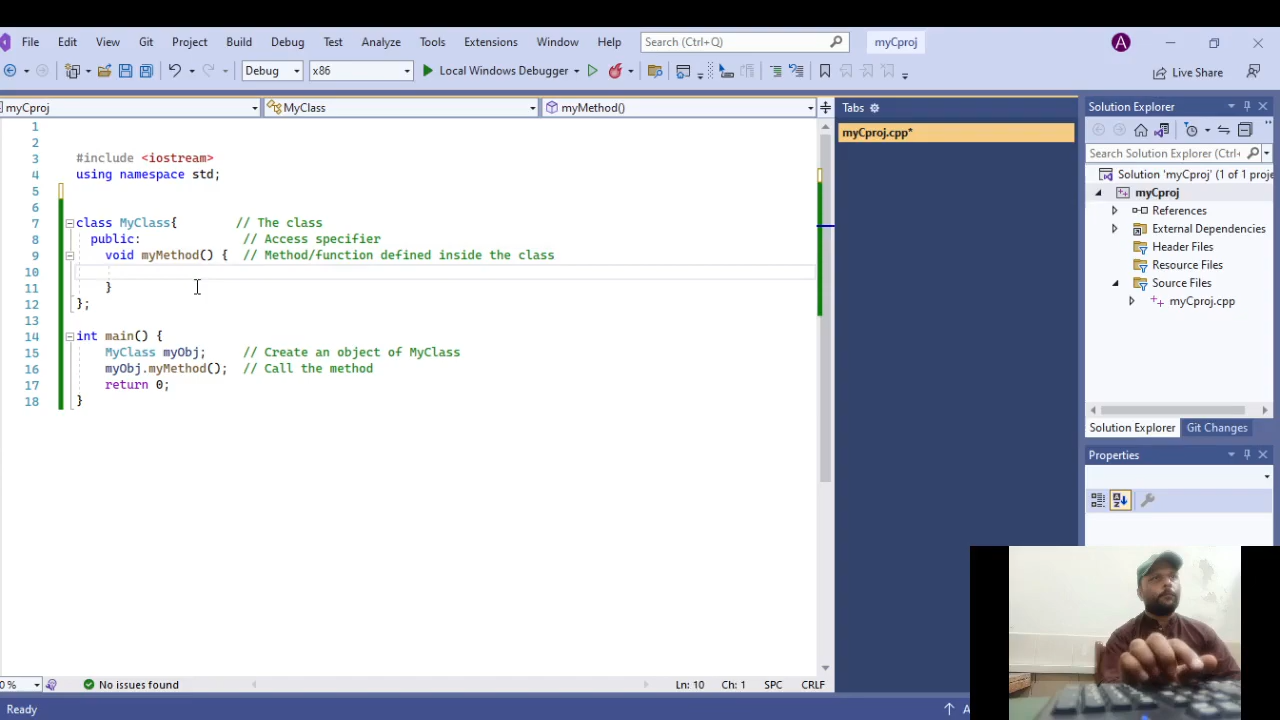 File Edit View Git Project Build Debug Test Analyze Tools Extensions Window Help Search (Ctrl+Q) myCproj A
Debug x86 Local Windows Debugger Live Share
myCproj MyClass myMethod() Tabs Solution Explorer
1
2
3 #include <iostream>
4 using namespace std;
5
6
7 class MyClass{ // The class
8 public: // Access specifier
9 void myMethod() { // Method/function defined inside the class
10
11 }
12 };
13
14 int main() {
15 MyClass myObj; // Create an object of MyClass
16 myObj.myMethod(); // Call the method
17 return 0;
18 }
myCproj.cpp*
Search Solution Explorer (Ctrl+
Solution 'myCproj' (1 of 1 proje
myCproj
References
External Dependencies
Header Files
Resource Files
Source Files
myCproj.cpp
Solution Explorer Git Changes
Properties
0 % No issues found Ln: 10 Ch: 1 SPC CRLF
Ready